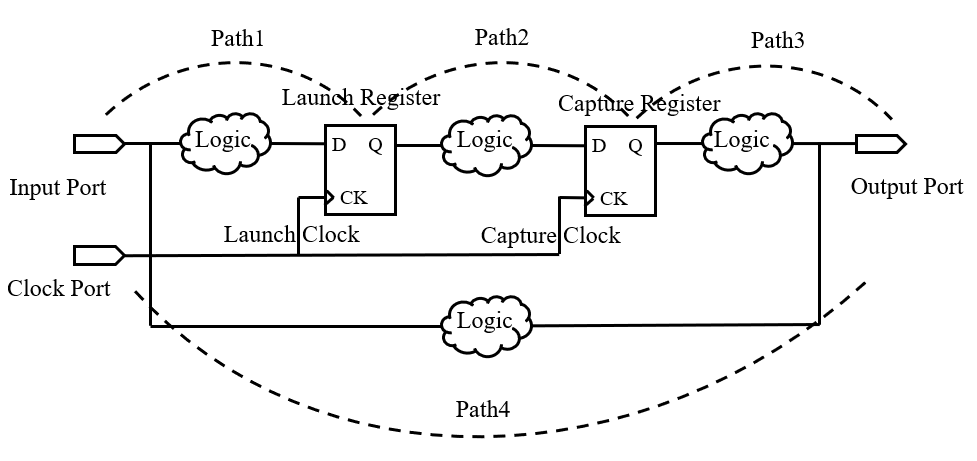 Path1
Path2
Path3
Launch Register
Capture Register
Logic
D
Q
Logic
D
Q
Logic
Input Port
CK
CK
Output Port
Launch Clock
Capture Clock
Clock Port
Logic
Path4